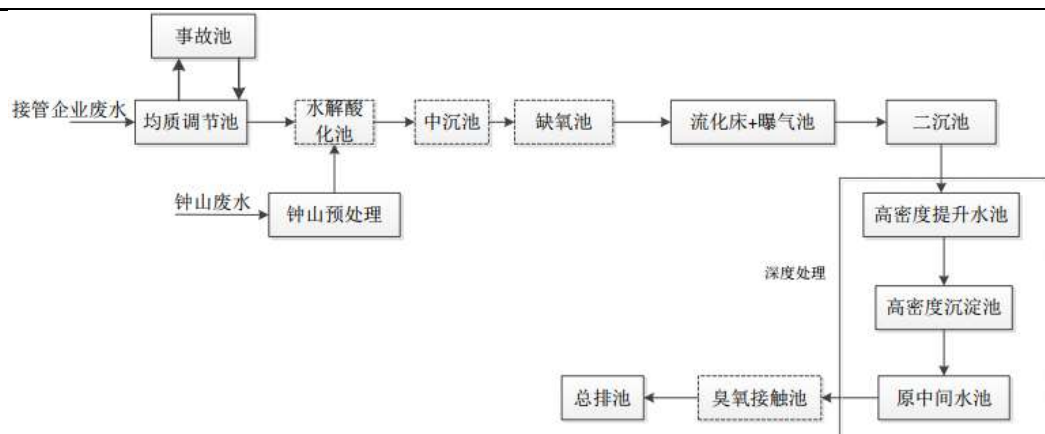 事故池
接管企业废水
均质调节池
水解酸
化池
中沉池
缺氧池
流化床+曝气池
二沉池
钟山废水
钟山预处理
高密度提升水池
深度处理
高密度沉淀池
总排池
臭氧接触池
原中间水池